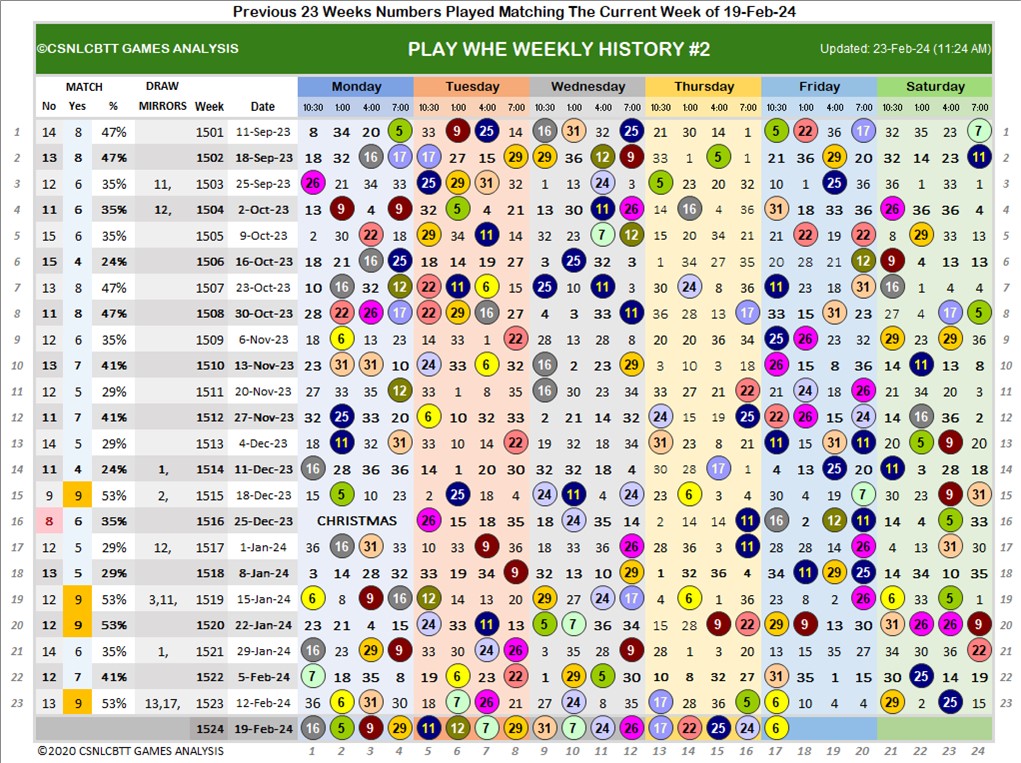 Previous 23 Weeks Numbers Played Matching The Current Week of 19-Feb-24
©CSNLCBTT GAMES ANALYSIS PLAY WHE WEEKLY HISTORY #2 Updated: 23-Feb-24 (11:24 AM)
MATCH DRAW Monday Tuesday Wednesday Thursday Friday Saturday
No Yes % MIRRORS Week Date 10:30 1:00 4:00 7:00 10:30 1:00 4:00 7:00 10:30 1:00 4:00 7:00 10:30 1:00 4:00 7:00 10:30 1:00 4:00 7:00 10:30 1:00 4:00 7:00
1 14 8 47% 1501 11-Sep-23 8 34 20 5 33 9 25 14 16 31 32 25 21 30 14 1 5 22 36 17 32 35 23 7 1
2 13 8 47% 1502 18-Sep-23 18 32 16 17 17 27 15 29 29 36 12 9 33 1 5 1 21 36 29 20 32 14 23 11 2
3 12 6 35% 11, 1503 25-Sep-23 26 21 34 33 25 29 31 32 1 13 24 3 5 23 20 32 10 1 25 36 36 1 33 1 3
4 11 6 35% 12, 1504 2-Oct-23 13 9 4 9 32 5 4 21 13 30 11 26 14 16 4 36 31 18 33 36 21 36 36 4 4
5 15 6 35% 1505 9-Oct-23 2 30 22 18 29 34 11 14 32 23 7 12 15 20 34 21 21 22 19 22 8 29 33 13 5
6 15 4 24% 1506 16-Oct-23 18 21 16 25 18 14 19 27 3 25 32 3 1 34 27 35 20 28 21 12 9 4 13 13 6
7 13 8 47% 1507 23-Oct-23 10 16 32 12 22 11 6 15 25 10 11 3 30 24 8 7 11 23 18 31 16 1 4 4 7
8 11 8 47% 1508 30-Oct-23 28 22 26 17 22 29 16 27 4 3 33 11 36 28 13 17 33 15 31 23 27 4 17 5 8
9 12 6 35% 1509 6-Nov-23 18 6 13 23 14 33 1 22 28 13 28 8 20 20 36 34 25 26 23 32 29 23 29 36 9
10 13 7 41% 1510 13-Nov-23 23 31 31 10 24 33 6 32 16 2 23 29 3 10 3 18 26 15 8 36 14 11 13 8 10
11 12 5 29% 1511 20-Nov-23 27 33 35 12 33 1 8 35 16 30 23 34 33 27 21 22 21 24 18 26 21 34 20 3 11
12 11 7 41% 1512 27-Nov-23 32 25 33 20 6 10 32 33 2 21 14 32 24 15 19 25 22 26 15 24 14 16 36 2 12
13 14 5 29% 1513 4-Dec-23 18 11 32 31 33 10 14 22 19 32 18 34 31 23 8 21 11 15 31 11 20 5 9 20 13
14 11 4 24% 1, 1514 11-Dec-23 16 28 36 36 14 1 20 30 32 32 18 4 30 28 17 1 4 13 25 20 11 3 28 18 14
15 9 9 53% 2, 1515 18-Dec-23 15 5 10 23 2 25 18 4 24 11 4 24 15 6 3 4 30 19 20 7 15 23 9 31 15
16 8 6 35% 1516 25-Dec-23 CHRISTMAS 26 15 18 35 18 24 35 14 2 14 14 11 16 2 12 11 14 4 5 33 16
17 12 5 29% 12, 1517 1-Jan-24 36 16 31 33 10 33 9 36 18 33 36 26 28 36 3 11 28 28 14 26 4 13 31 30 17
18 13 5 29% 1518 8-Jan-24 3 14 28 32 33 19 34 9 32 13 10 29 1 32 36 4 34 11 29 25 14 34 10 35 18
19 12 9 53% 3,11, 1519 15-Jan-24 6 8 9 16 12 14 13 20 29 27 24 17 4 6 1 36 23 8 2 26 6 33 5 1 19
20 12 9 53% 1520 22-Jan-24 23 21 4 15 24 33 11 13 5 7 36 34 15 28 9 22 29 9 13 30 31 26 26 9 20
21 14 6 35% 1, 1521 29-Jan-24 16 23 29 9 33 30 24 26 3 35 28 9 28 1 3 20 13 15 35 27 34 30 36 22 21
22 12 7 41% 1522 5-Feb-24 7 18 35 8 19 6 23 22 1 29 5 30 10 8 32 27 31 35 1 15 30 25 14 19 22
23 13 9 53% 13,17, 1523 12-Feb-24 36 6 31 30 14 7 26 18 27 24 8 35 17 28 16 5 6 10 4 4 29 2 25 15 23
1524 19-Feb-24 16 5 9 29 11 12 7 29 31 7 24 26 17 22 25 24 6
©2020 CSNLCBTT GAMES ANALYSIS 1 2 3 4 5 6 7 8 9 10 11 12 13 14 15 16 17 18 19 20 21 22 23 24